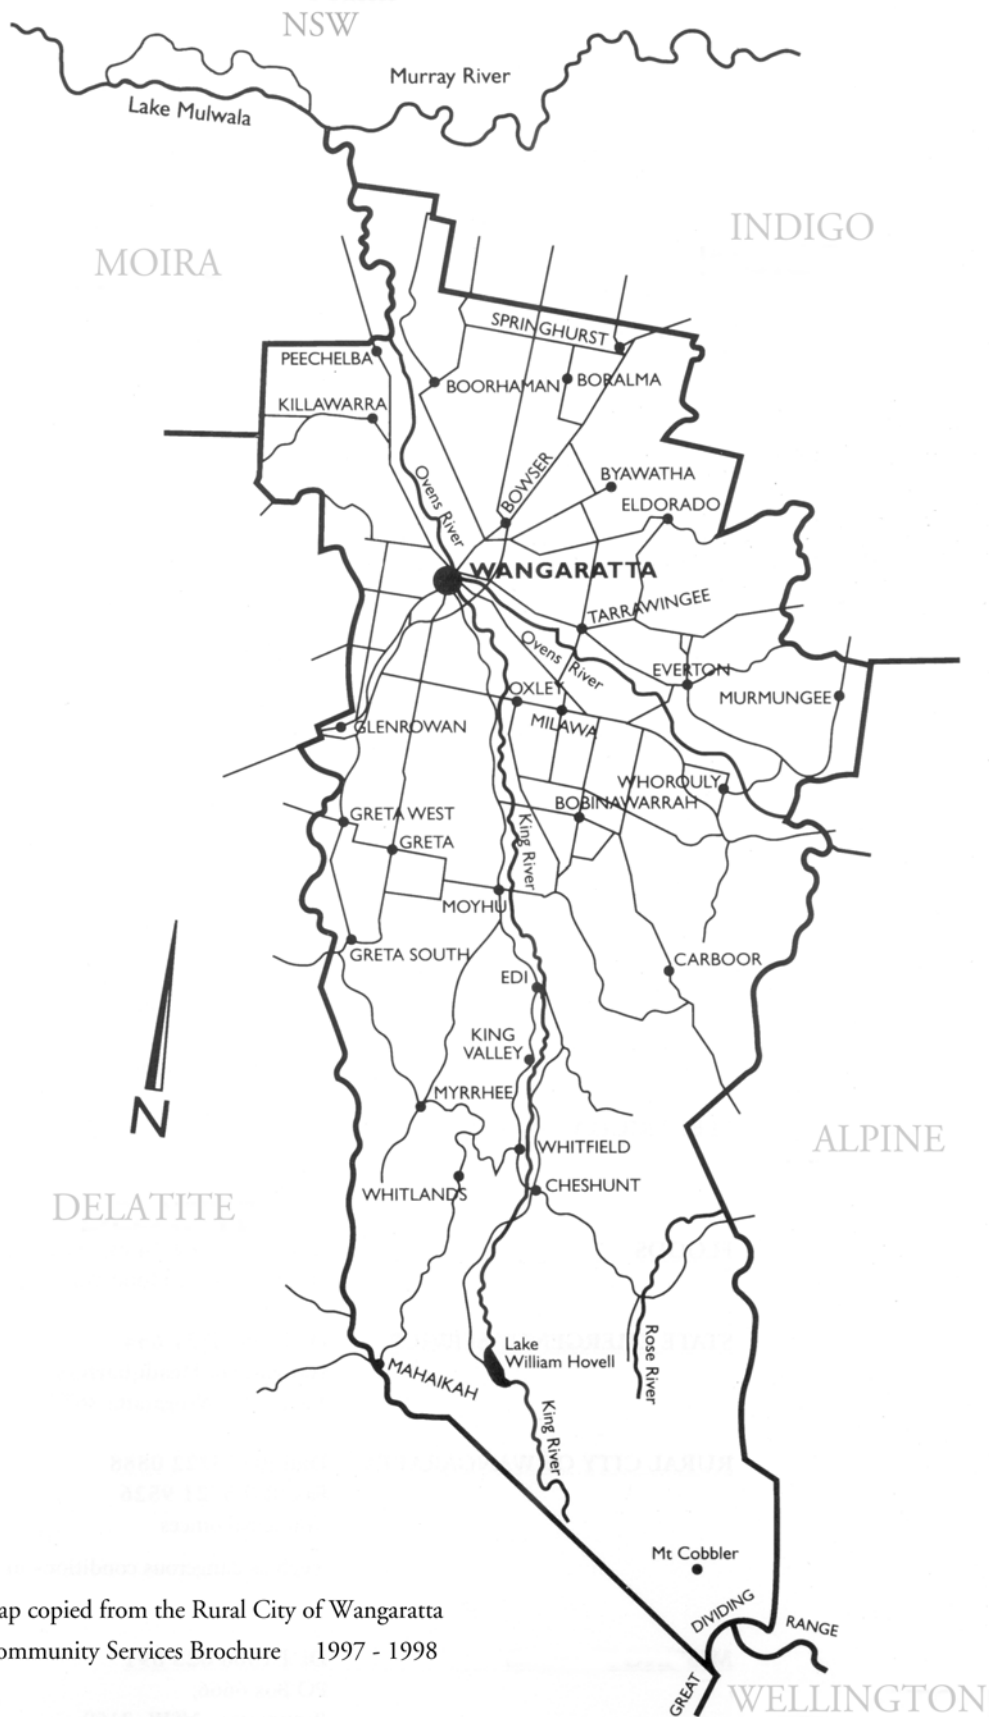 NSW
Murray River
Lake Mulwala
INDIGO
MOIRA
SPRINGHURST
PEECHELBA
BOORHAMAN
BORALMA
KILLAWARRA
BOWSER
BYAWATHA
Ovens River
ELDORADO
WANGARATTA
TARRAWINGEE
Ovens River
EVERTON
OXLEY
MURMUNGEE
MILAWA
GLENROWAN
WHOROULY
BOBINAWARRAH
GRETA WEST
King River
GRETA
MOYHU
GRETA SOUTH
CARBOOR
EDI
KING
VALLEY
MYRRHEE
N
ALPINE
WHITFIELD
WHITLANDS
CHESHUNT
DELATITE
Lake
William Hovell
Rose River
MAHAIKAH
King River
Mt Cobbler
ap copied from the Rural City of Wangaratta
ommunity Services Brochure 1997 - 1998
GREAT DIVIDING RANGE
WELLINGTON